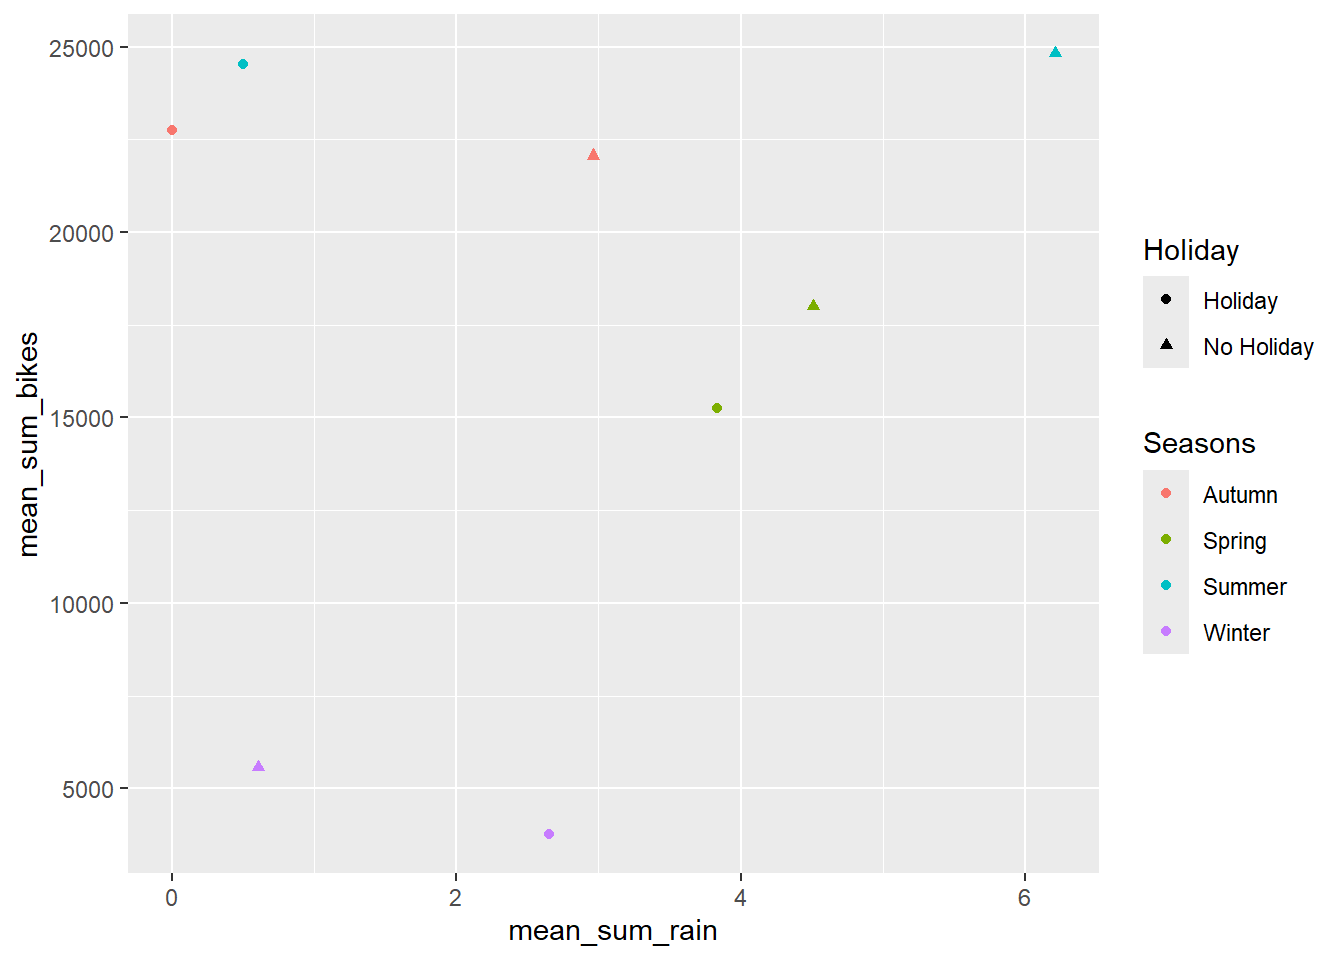 25000
20000
15000
10000
5000
mean_sum_bikes
0 2 4 6
mean_sum_rain
Holiday
Holiday
No Holiday
Seasons
Autumn
Spring
Summer
Winter